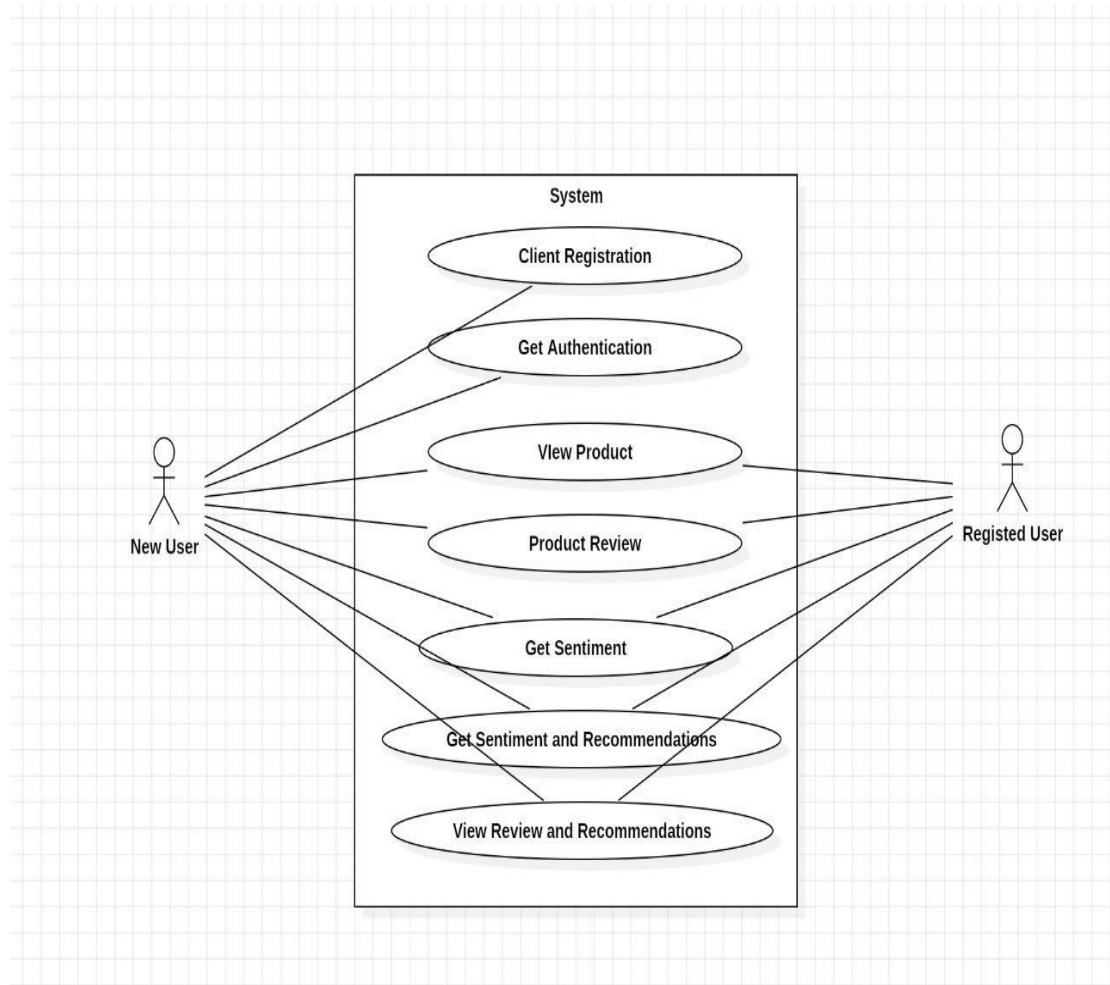 System
Client Registration
Get Authentication
VIew Product
Product Review
New User
Registed User
Get Sentiment
Get Sentiment and Recommendations
View Review and Recommendations